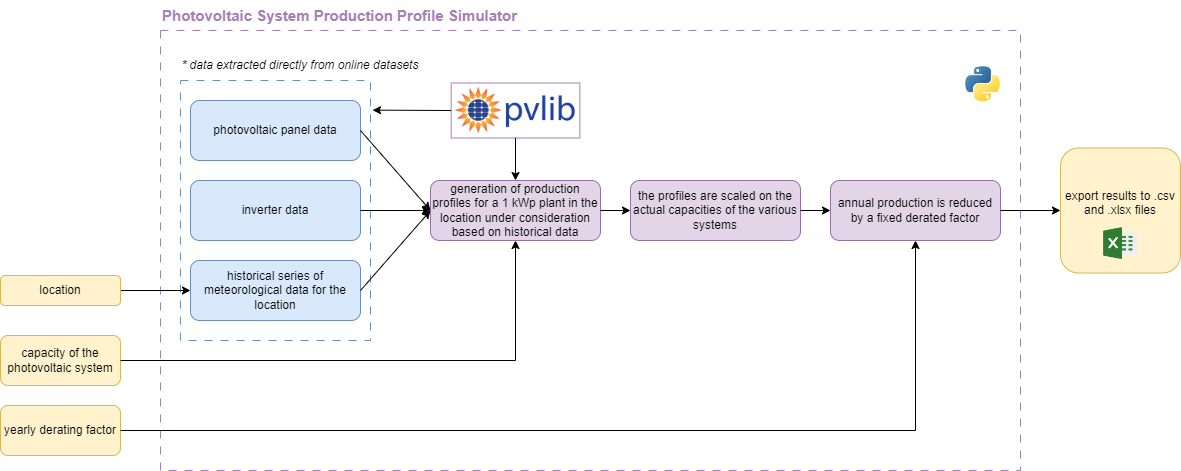 Photovoltaic System Production Profile Simulator
* data extracted directly from online datasets
pvlib
photovoltaic panel data
inverter data
historical series of
meteorological data for the
location
generation of production
profiles for a 1 kWp plant in the
location under consideration
based on historical data
the profiles are scaled on the
actual capacities of the various
systems
annual production is reduced
by a fixed derated factor
export results to .csv
and .xlsx files
X
location
capacity of the
photovoltaic system
yearly derating factor